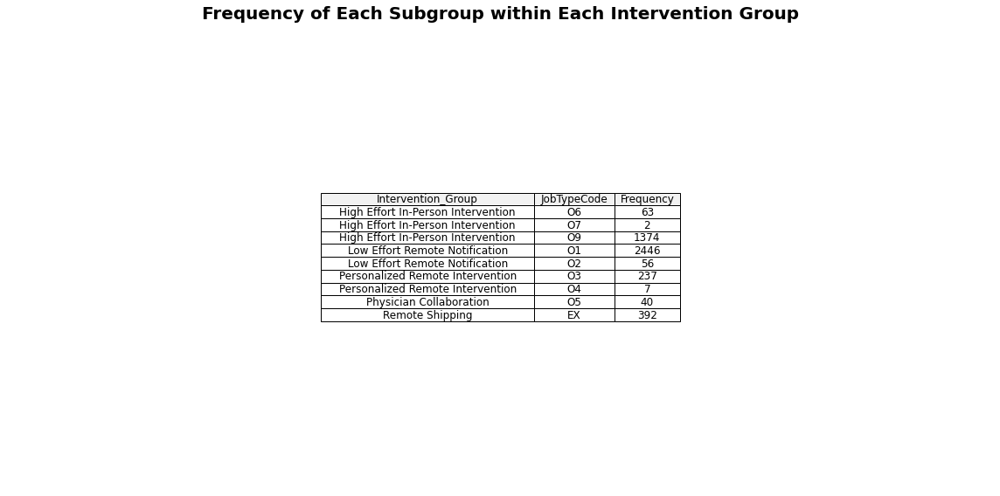 Frequency of Each Subgroup within Each Intervention Group
Intervention_Group JobTypeCode Frequency
High Effort In-Person Intervention O6 63
High Effort In-Person Intervention O7 2
High Effort In-Person Intervention O9 1374
Low Effort Remote Notification O1 2446
Low Effort Remote Notification O2 56
Personalized Remote Intervention O3 237
Personalized Remote Intervention O4 7
Physician Collaboration O5 40
Remote Shipping EX 392